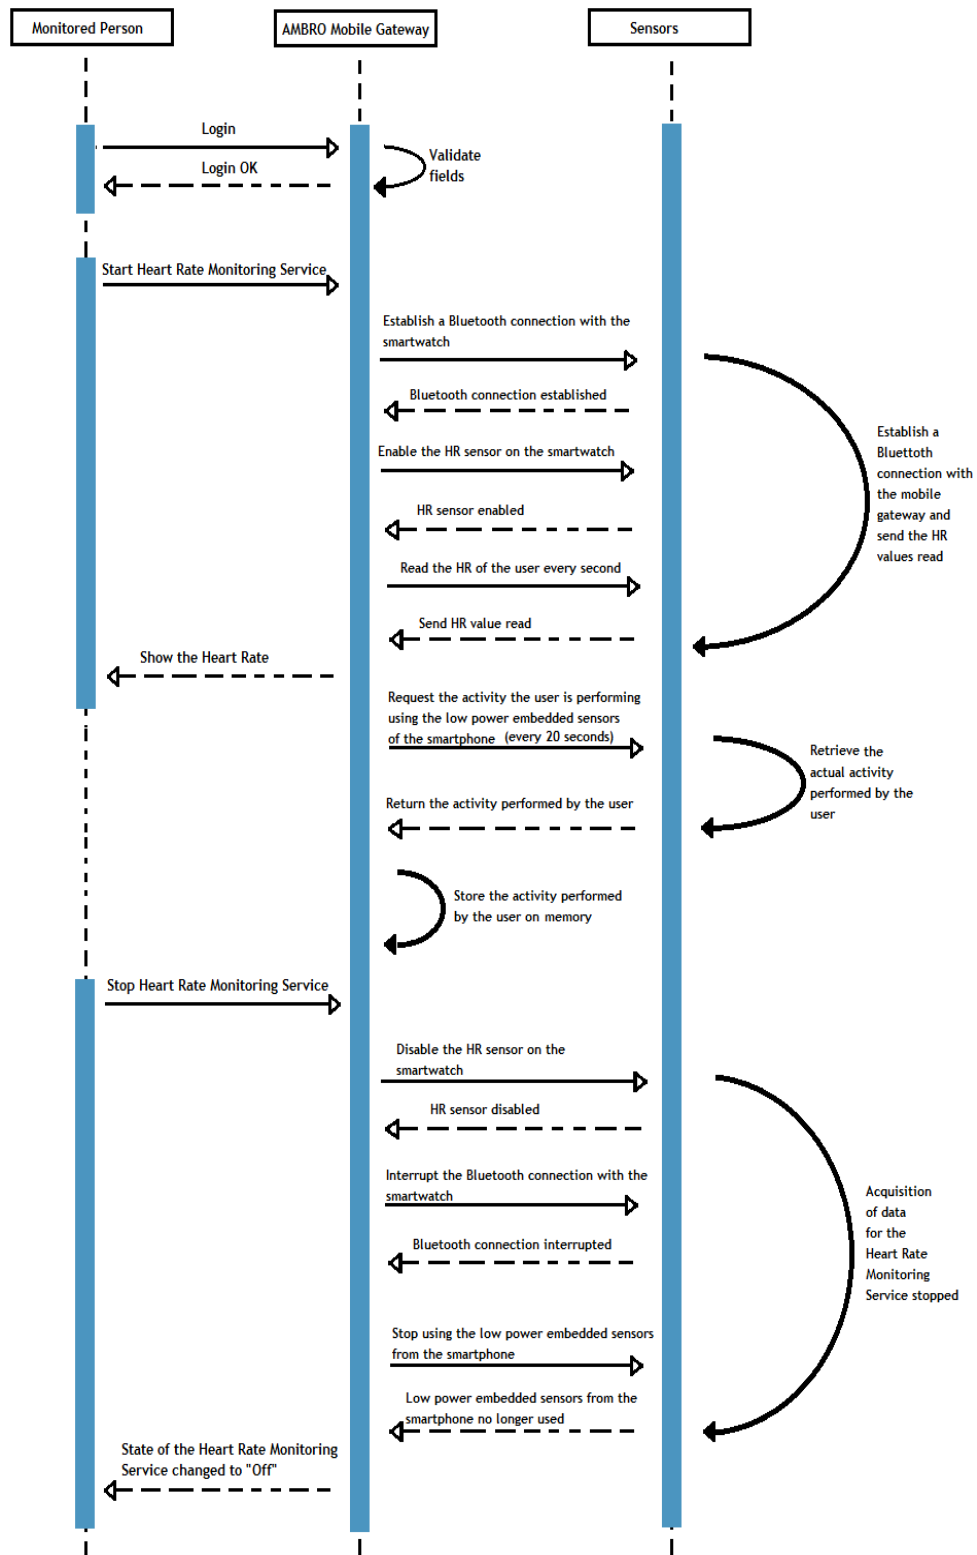 Monitored Person
AMBRO Mobile Gateway
Sensors
Login
Validate
fields
Login OK
Start Heart Rate Monitoring Service
Establish a Bluetooth connection with the
smartwatch
Bluetooth connection established
Establish a
Bluettoth
connection with
the mobile
gateway and
send the HR
values read
Enable the HR sensor on the smartwatch
HR sensor enabled
Read the HR of the user every second
Send HR value read
Show the Heart Rate
Request the activity the user is performing
using the low power embedded sensors
of the smartphone (every 20 seconds)
Retrieve the
actual activity
performed by the
user
Return the activity performed by the user
Store the activity performed
by the user on memory
Stop Heart Rate Monitoring Service
Disable the HR sensor on the
smartwatch
HR sensor disabled
Interrupt the Bluetooth connection with the
smartwatch
Bluetooth connection interrupted
Acquisition
of data
for the
Heart Rate
Monitoring
Service stopped
Stop using the low power embedded sensors
from the smartphone
Low power embedded sensors from the
smartphone no longer used
State of the Heart Rate Monitoring
Service changed to "Off"